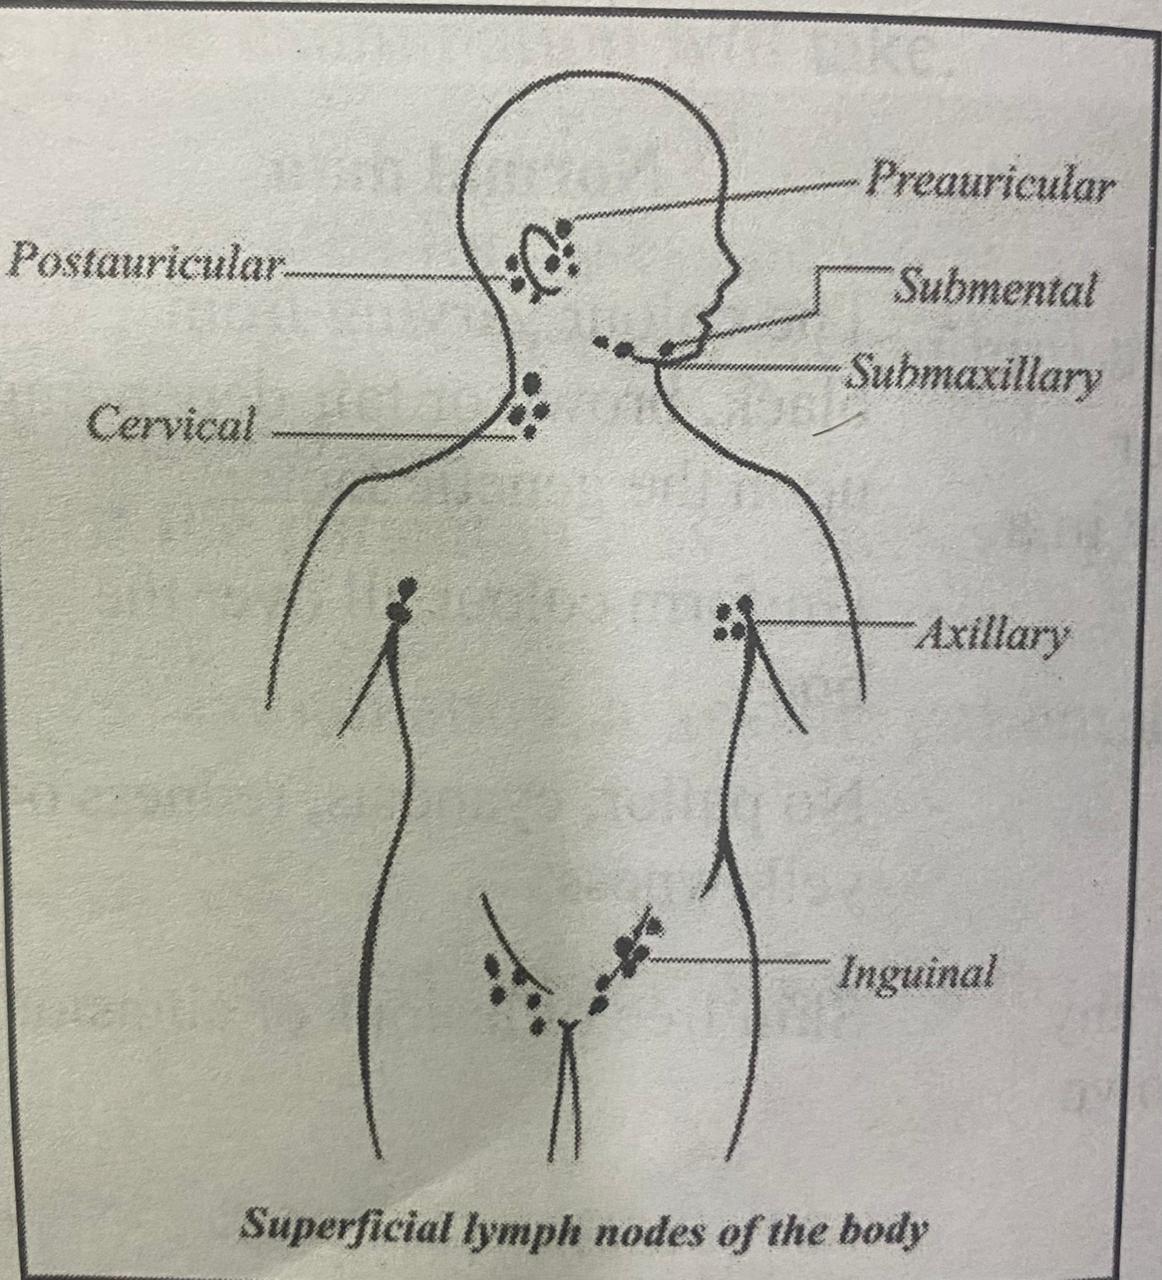 Preauricular
Postauricular
Submental
Submaxillary
Cervical
Axillary
Inguinal
Superficial lymph nodes of the body